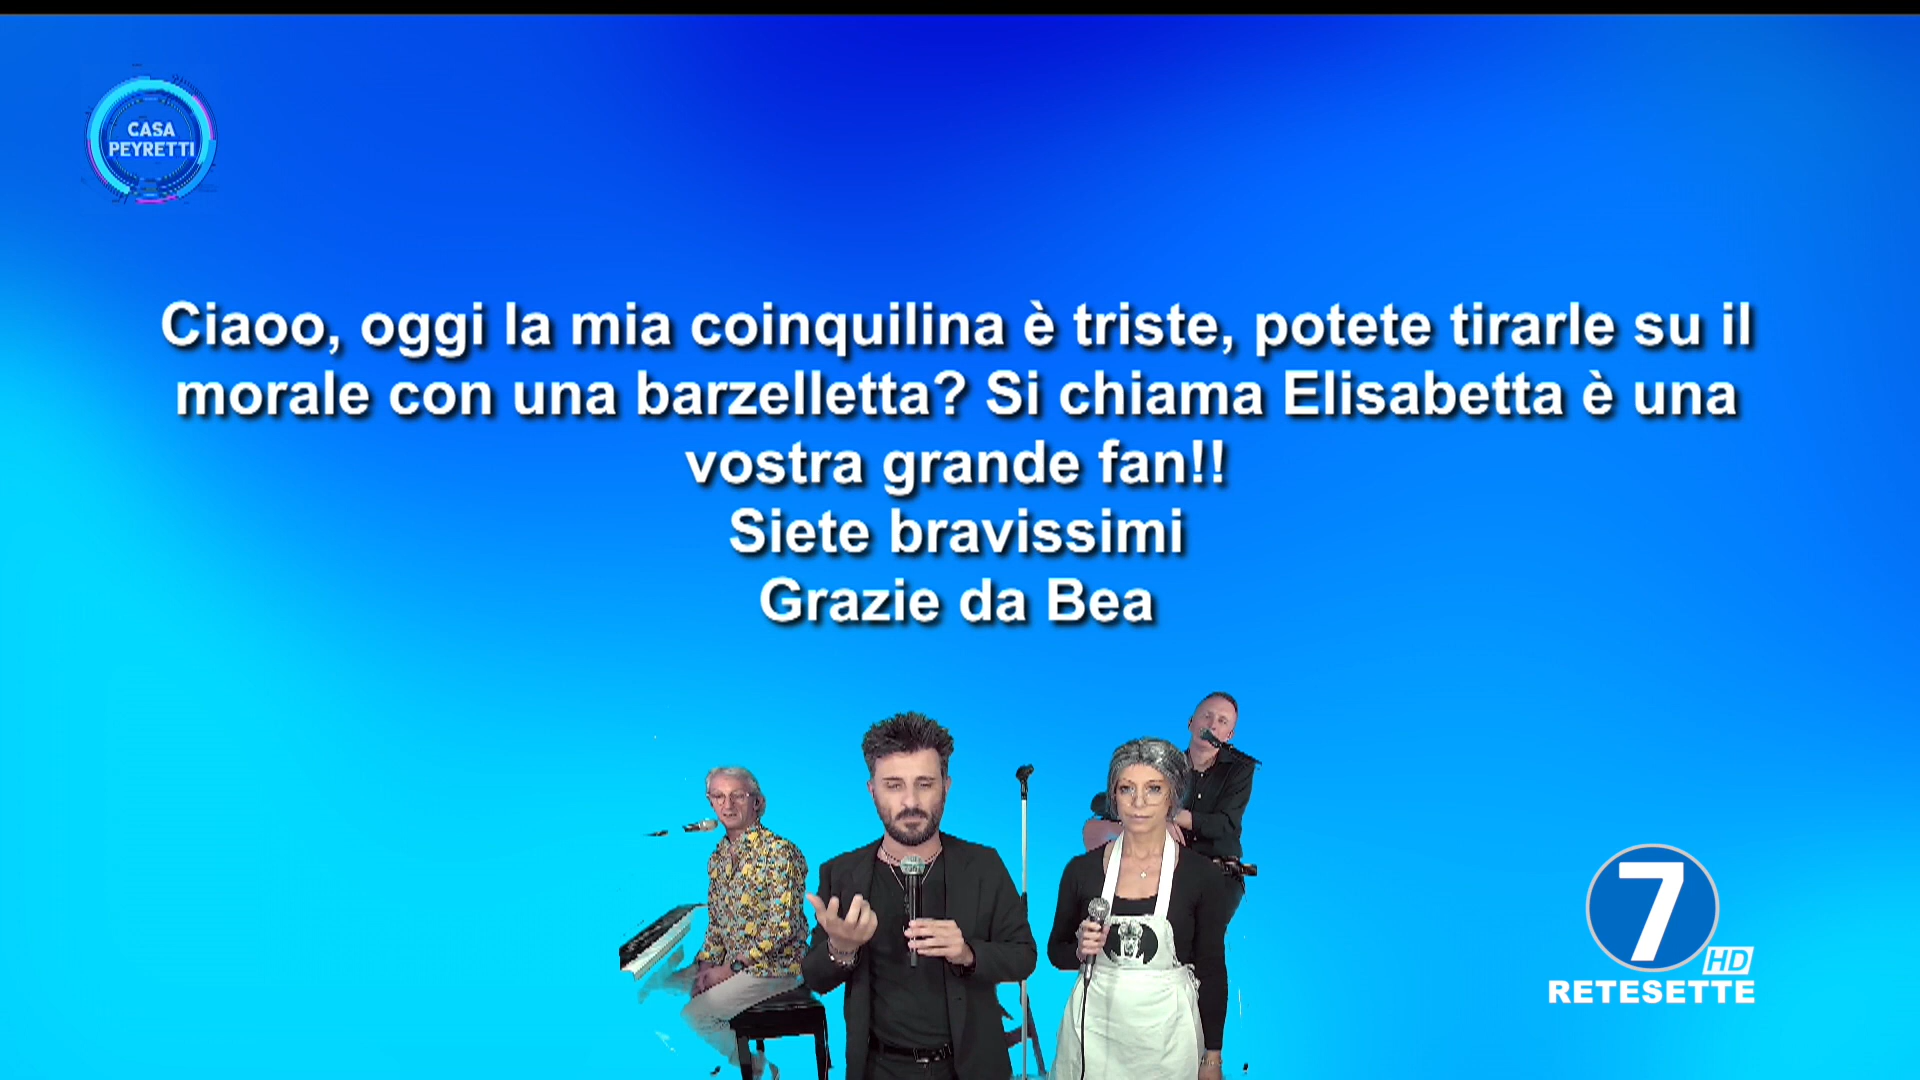 CASA
PEYRETTI
Ciaoo, oggi la mia coinquilina è triste, potete tirarle su il
morale con una barzelletta? Si chiama Elisabetta è una
vostra grande fan!!
Siete bravissimi
Grazie da Bea
7
HD
RETESETTE